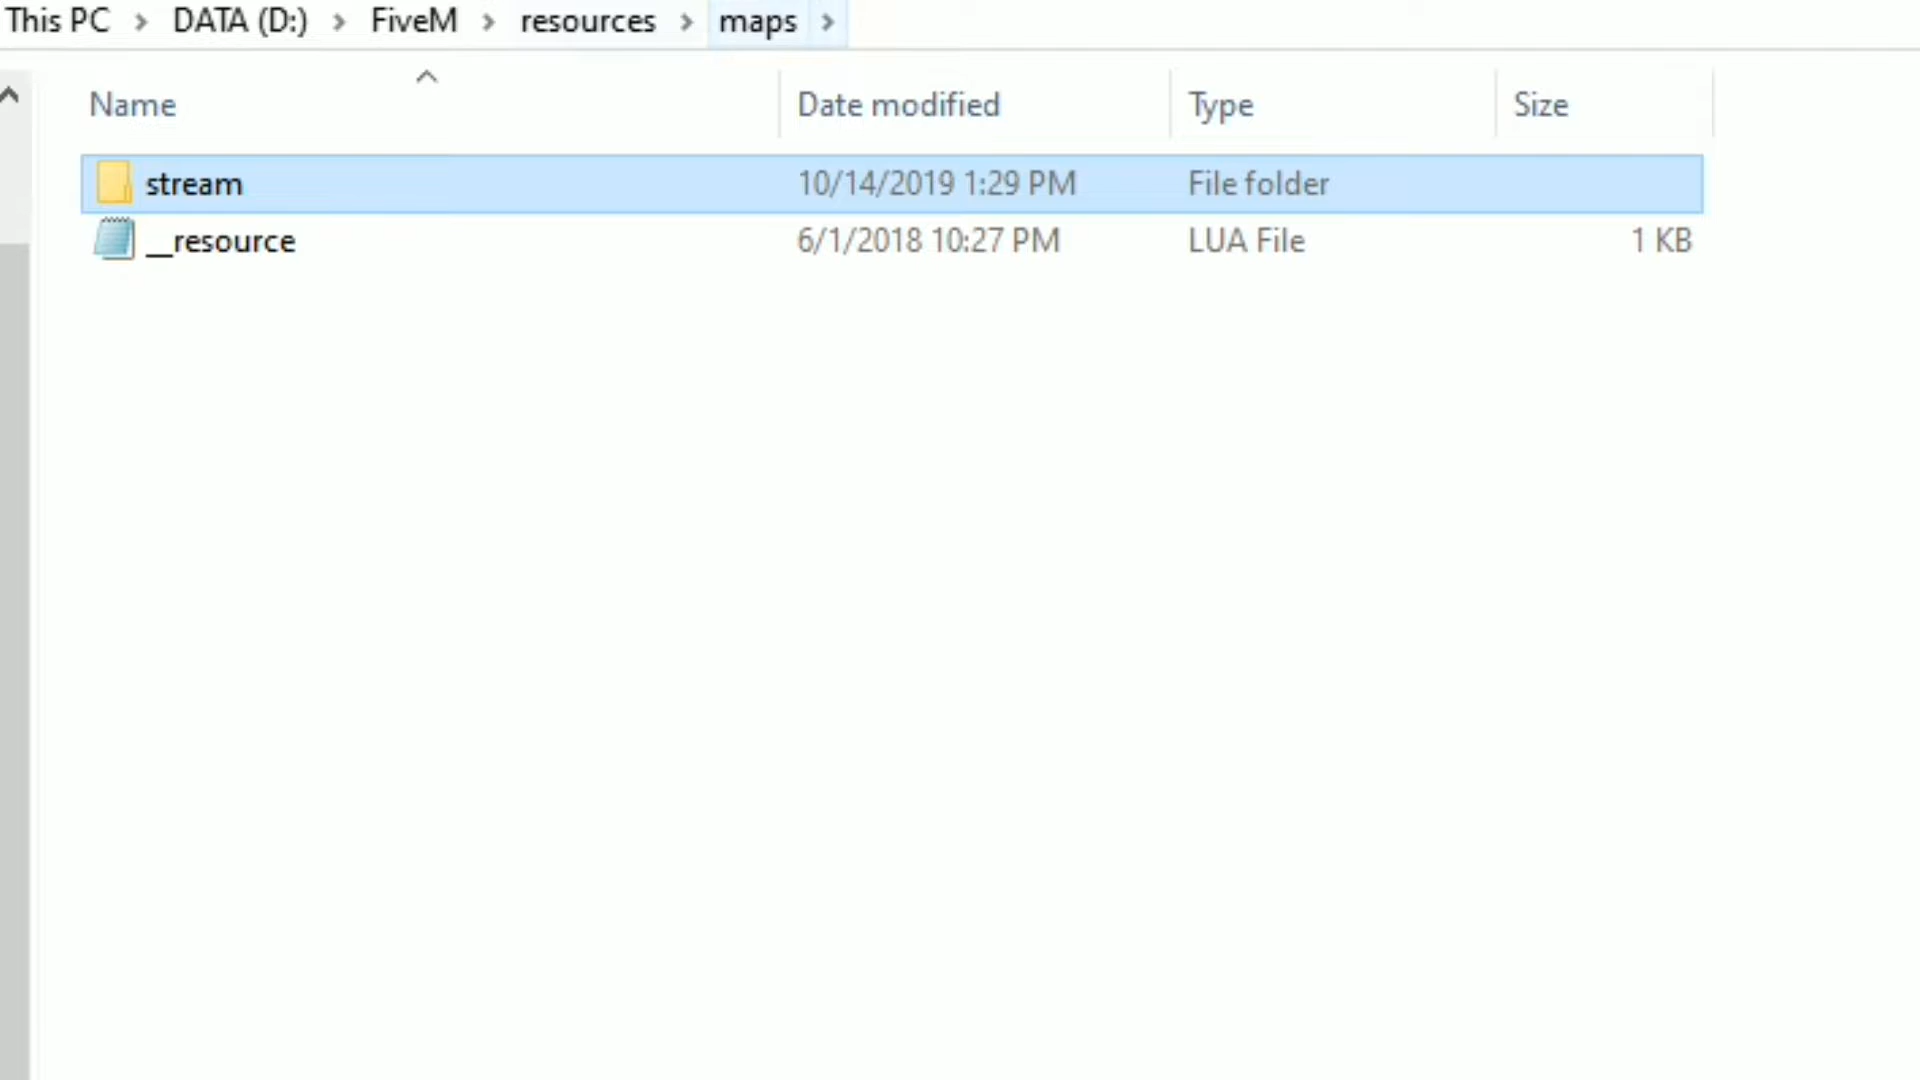 This PC > DATA (D:) > FiveM > resources > maps >
Name Date modified Type Size
stream 10/14/2019 1:29 PM File folder
__resource 6/1/2018 10:27 PM LUA File 1 KB